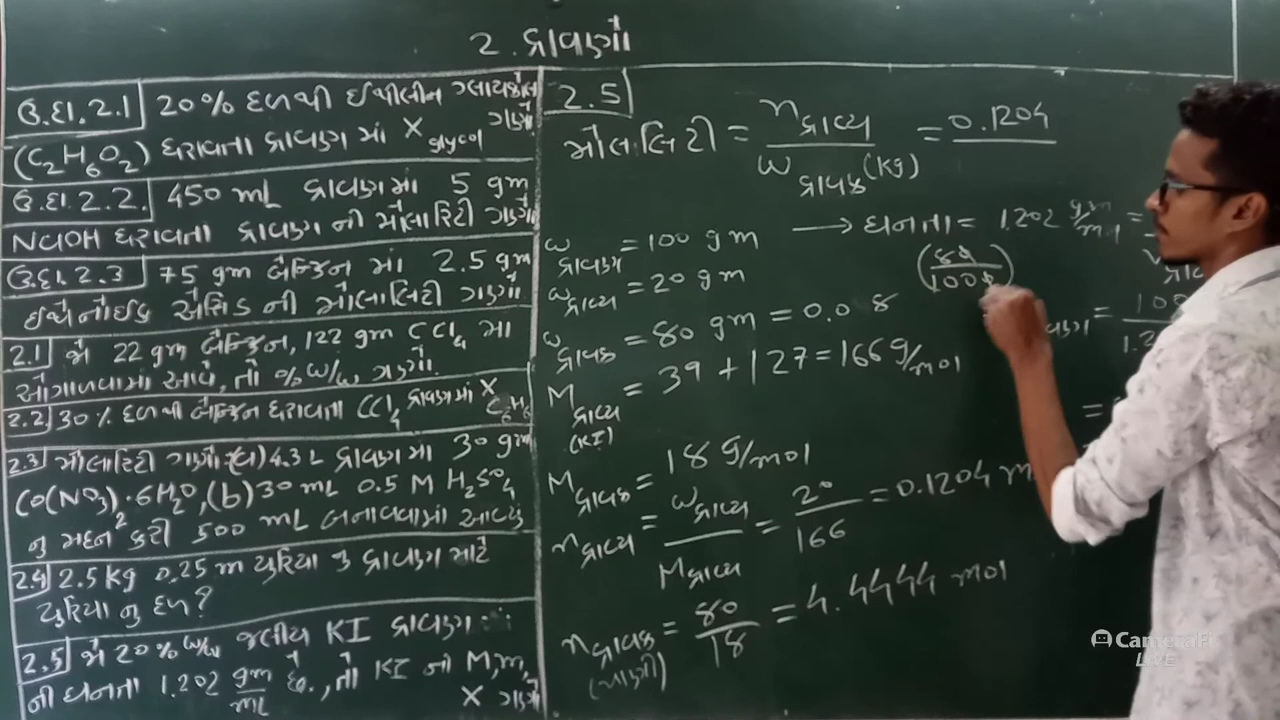 2. દ્રાવણો
ઉ.દા.2.1 20% દળથી ઈથીલીન ગ્લાયકોલ
(C₂H₆O₂) ધરાવતા દ્રાવણ માં X glycol ગણો
ઉ.દા.2.2. 450 mL દ્રાવણમાં 5 gm
NaOH ધરાવતા દ્રાવણ ની મોલારિટી ગણો
ઉ.દા.2.3 75 gm બેન્ઝિન માં 2.5 gm
ઈથેનોઈક એસિડ ની મોલાલિટી ગણો
2.1 જો 22 gm બેન્ઝિન, 122 gm CCl₄ મા
ઓગાળવામાં આવે, તો % w/w ગણો.
2.2 30% દળથી બેન્ઝિન ધરાવતા CCl₄ દ્રાવણમાં X C₆H₆
2.3 મોલારિટી ગણો (a) 4.3 L દ્રાવણમા 30 gm
Co(NO₃)₂·6H₂O, (b) 30 mL 0.5 M H₂SO₄
નુ મંદન કરી 500 mL બનાવવામાં આવ્યુ
2.4 2.5 kg 0.25 m યુરિયા નુ દ્રાવણ માટે
યુરિયા નુ દળ?
2.5 જો 20% w/w જલીય KI દ્રાવણ
ની ઘનતા 1.202 gm/mL છે., તો KI ની M, m,
X ગણો
2.5
મોલાલિટી = n દ્રાવ્ય / w દ્રાવક (kg) = 0.1204
w દ્રાવણ = 100 gm
w દ્રાવ્ય = 20 gm
w દ્રાવક = 80 gm = 0.08
M દ્રાવ્ય (KI) = 39 + 127 = 166 g/mol
M દ્રાવક = 18 g/mol
n દ્રાવ્ય = w દ્રાવ્ય / M દ્રાવ્ય = 20 / 166 = 0.1204 m
n દ્રાવક (પાણી) = 80 / 18 = 4.4444 mol
→ ઘનતા = 1.202 gm/ml =
CameraFi
LIVE